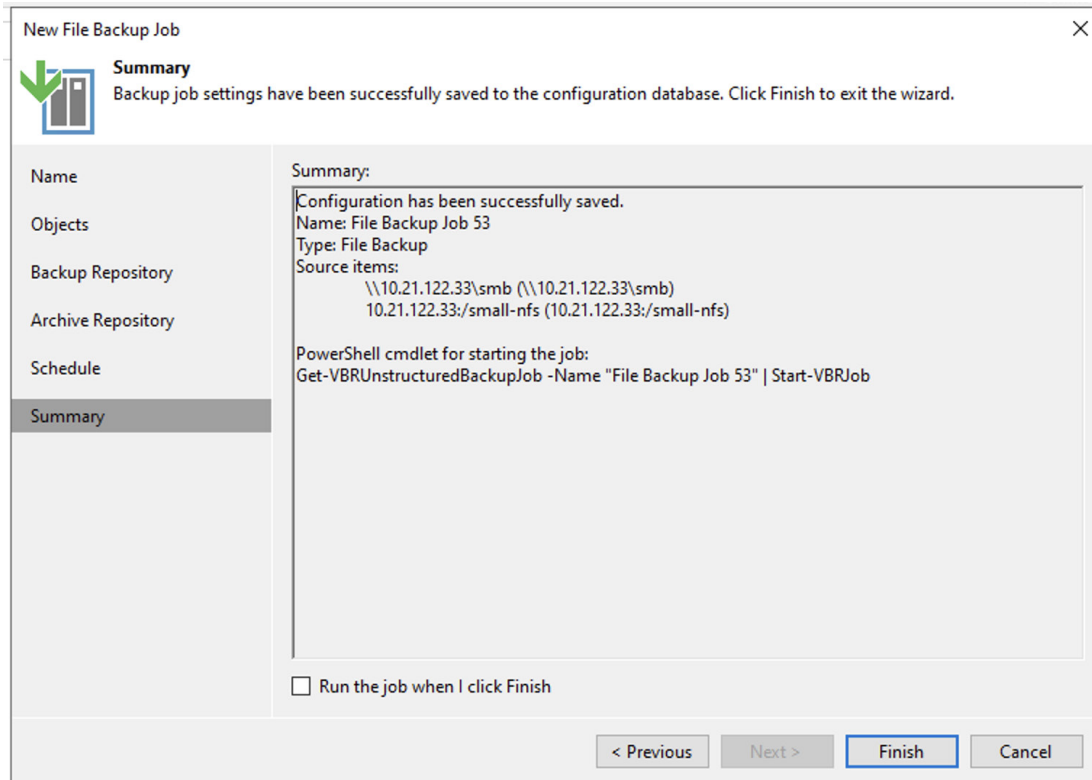 New File Backup Job
Summary
Backup job settings have been successfully saved to the configuration database. Click Finish to exit the wizard.
Name
Objects
Backup Repository
Archive Repository
Schedule
Summary
Summary:
Configuration has been successfully saved.
Name: File Backup Job 53
Type: File Backup
Source items:
\\10.21.122.33\smb (\\10.21.122.33\smb)
10.21.122.33:/small-nfs (10.21.122.33:/small-nfs)
PowerShell cmdlet for starting the job:
Get-VBRUnstructuredBackupJob -Name "File Backup Job 53" | Start-VBRJob
Run the job when I click Finish
< Previous
Next >
Finish
Cancel